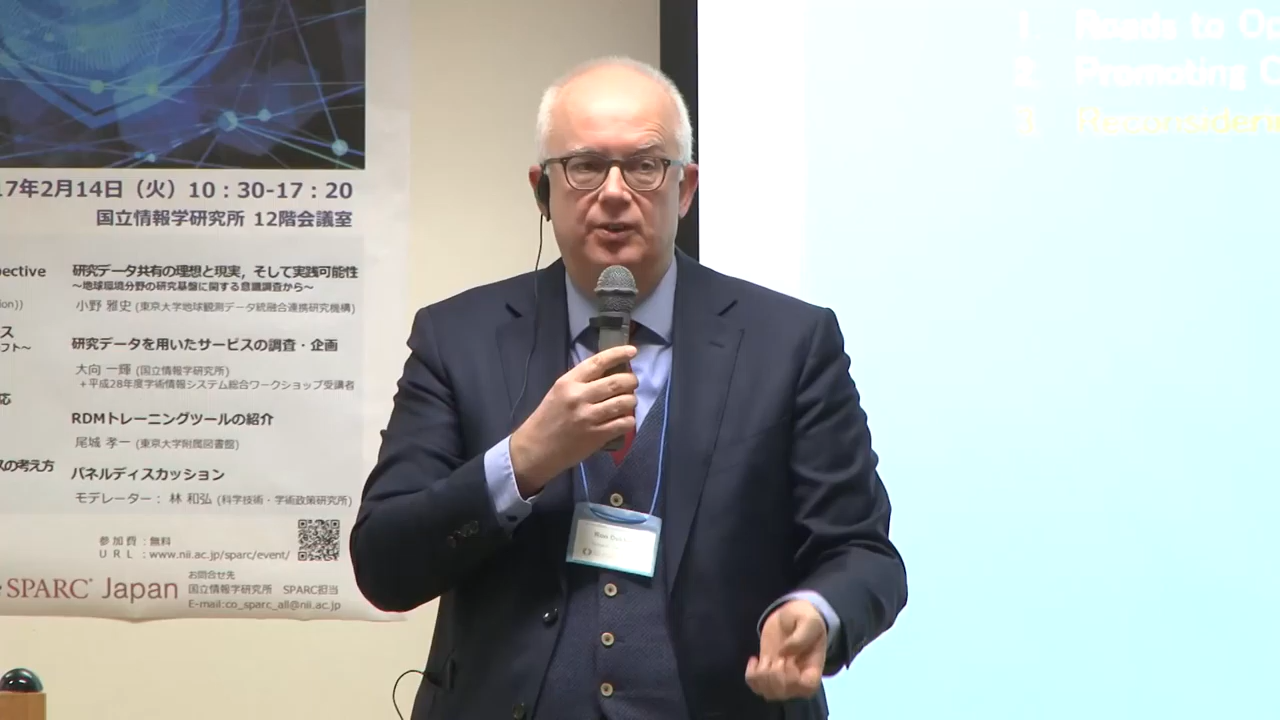 17年2月14日（火）10：30-17：20
国立情報学研究所 12階会議室
pective
研究データ共有の理想と現実，そして実践可能性
～地球環境分野の研究基盤に関する意識調査から～
ion))
小野 雅史 (東京大学地球観測データ統融合連携研究機構)
ス
フト～
研究データを用いたサービスの調査・企画
大向 一輝 (国立情報学研究所)
＋平成28年度学術情報システム総合ワークショップ受講者
応
RDMトレーニングツールの紹介
尾城 孝一 (東京大学附属図書館)
スの考え方
パネルディスカッション
モデレーター： 林 和弘 (科学技術・学術政策研究所)
参加費：無料
URL：www.nii.ac.jp/sparc/event/
e SPARC Japan
お問合せ先
国立情報学研究所 SPARC担当
E-mail:co_sparc_all@nii.ac.jp
1 Roads to Op
2 Promoting O
3 Reconsideri